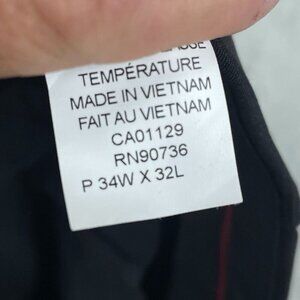 TEMPÉRATURE
MADE IN VIETNAM
FAIT AU VIETNAM
CA01129
RN90736
P 34W X 32L